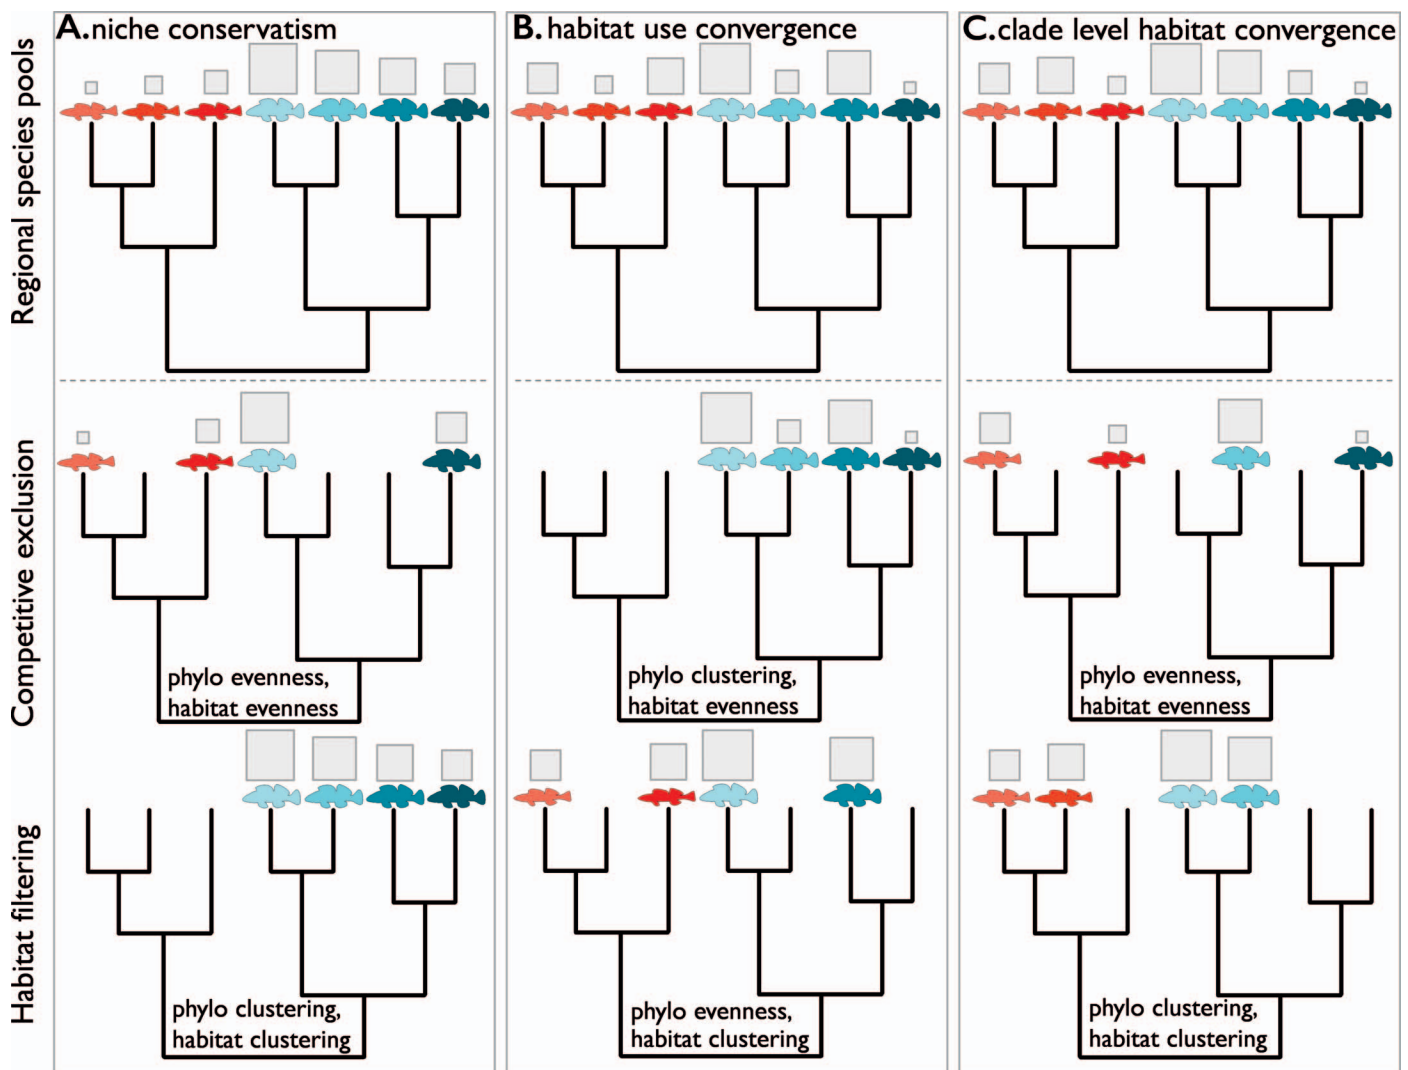 A. niche conservatism
B. habitat use convergence
C. clade level habitat convergence
Regional species pools
Competitive exclusion
phylo evenness,
habitat evenness
phylo clustering,
habitat evenness
phylo evenness,
habitat evenness
Habitat filtering
phylo clustering,
habitat clustering
phylo evenness,
habitat clustering
phylo clustering,
habitat clustering